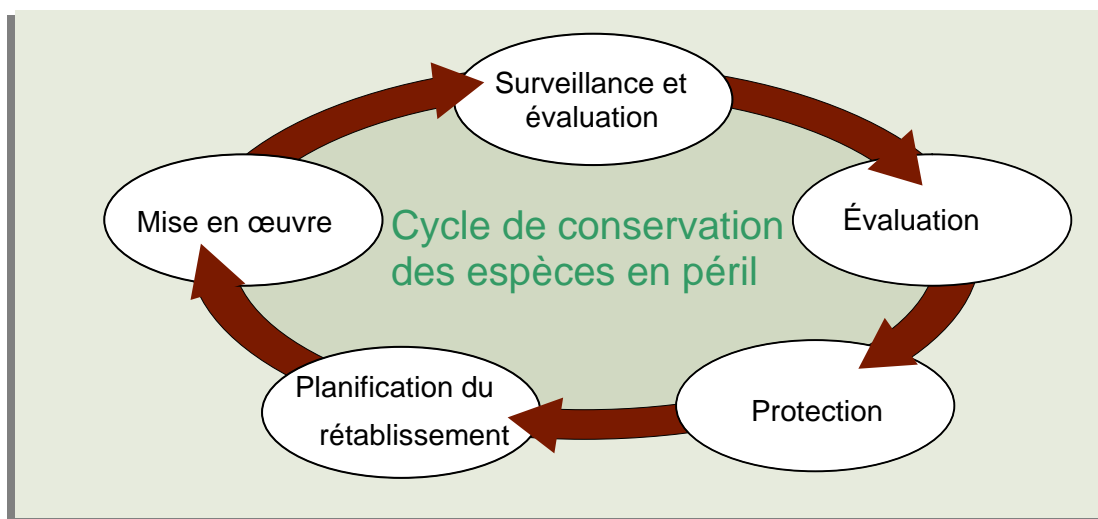 Surveillance et
évaluation
Évaluation
Mise en œuvre
Cycle de conservation
des espèces en péril
Planification du
rétablissement
Protection